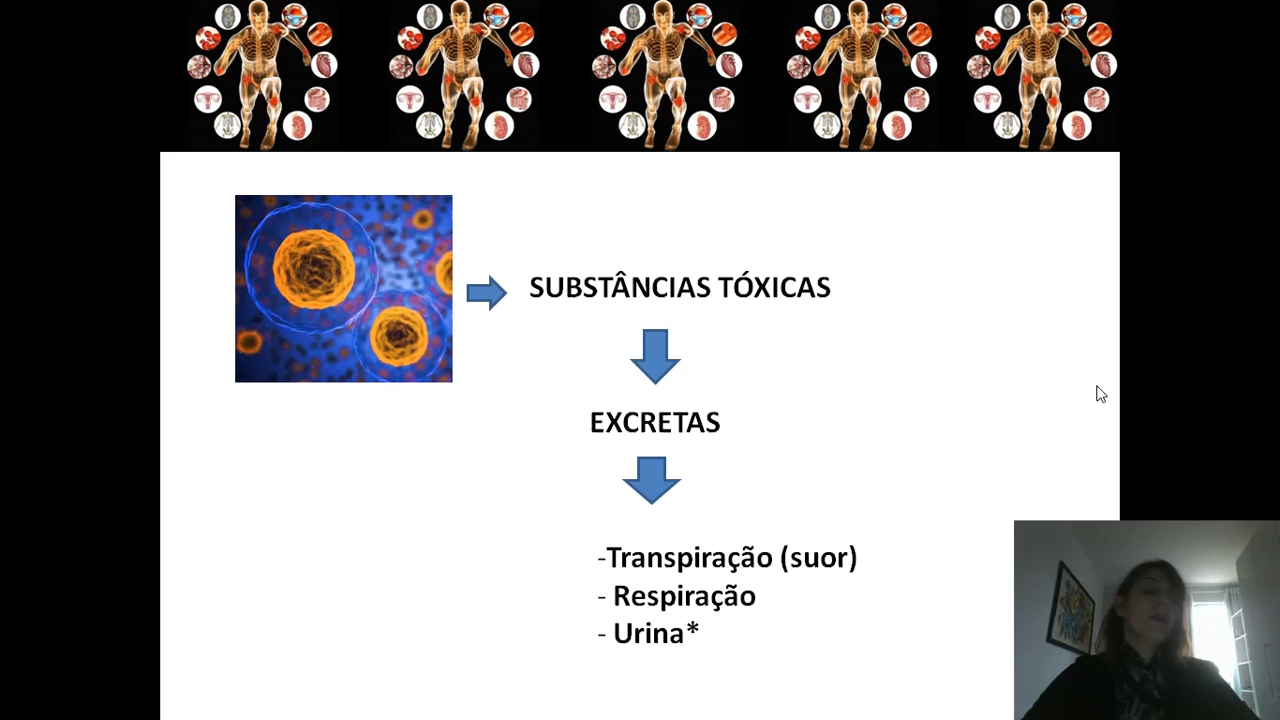 SUBSTÂNCIAS TÓXICAS
EXCRETAS
-Transpiração (suor)
- Respiração
- Urina*